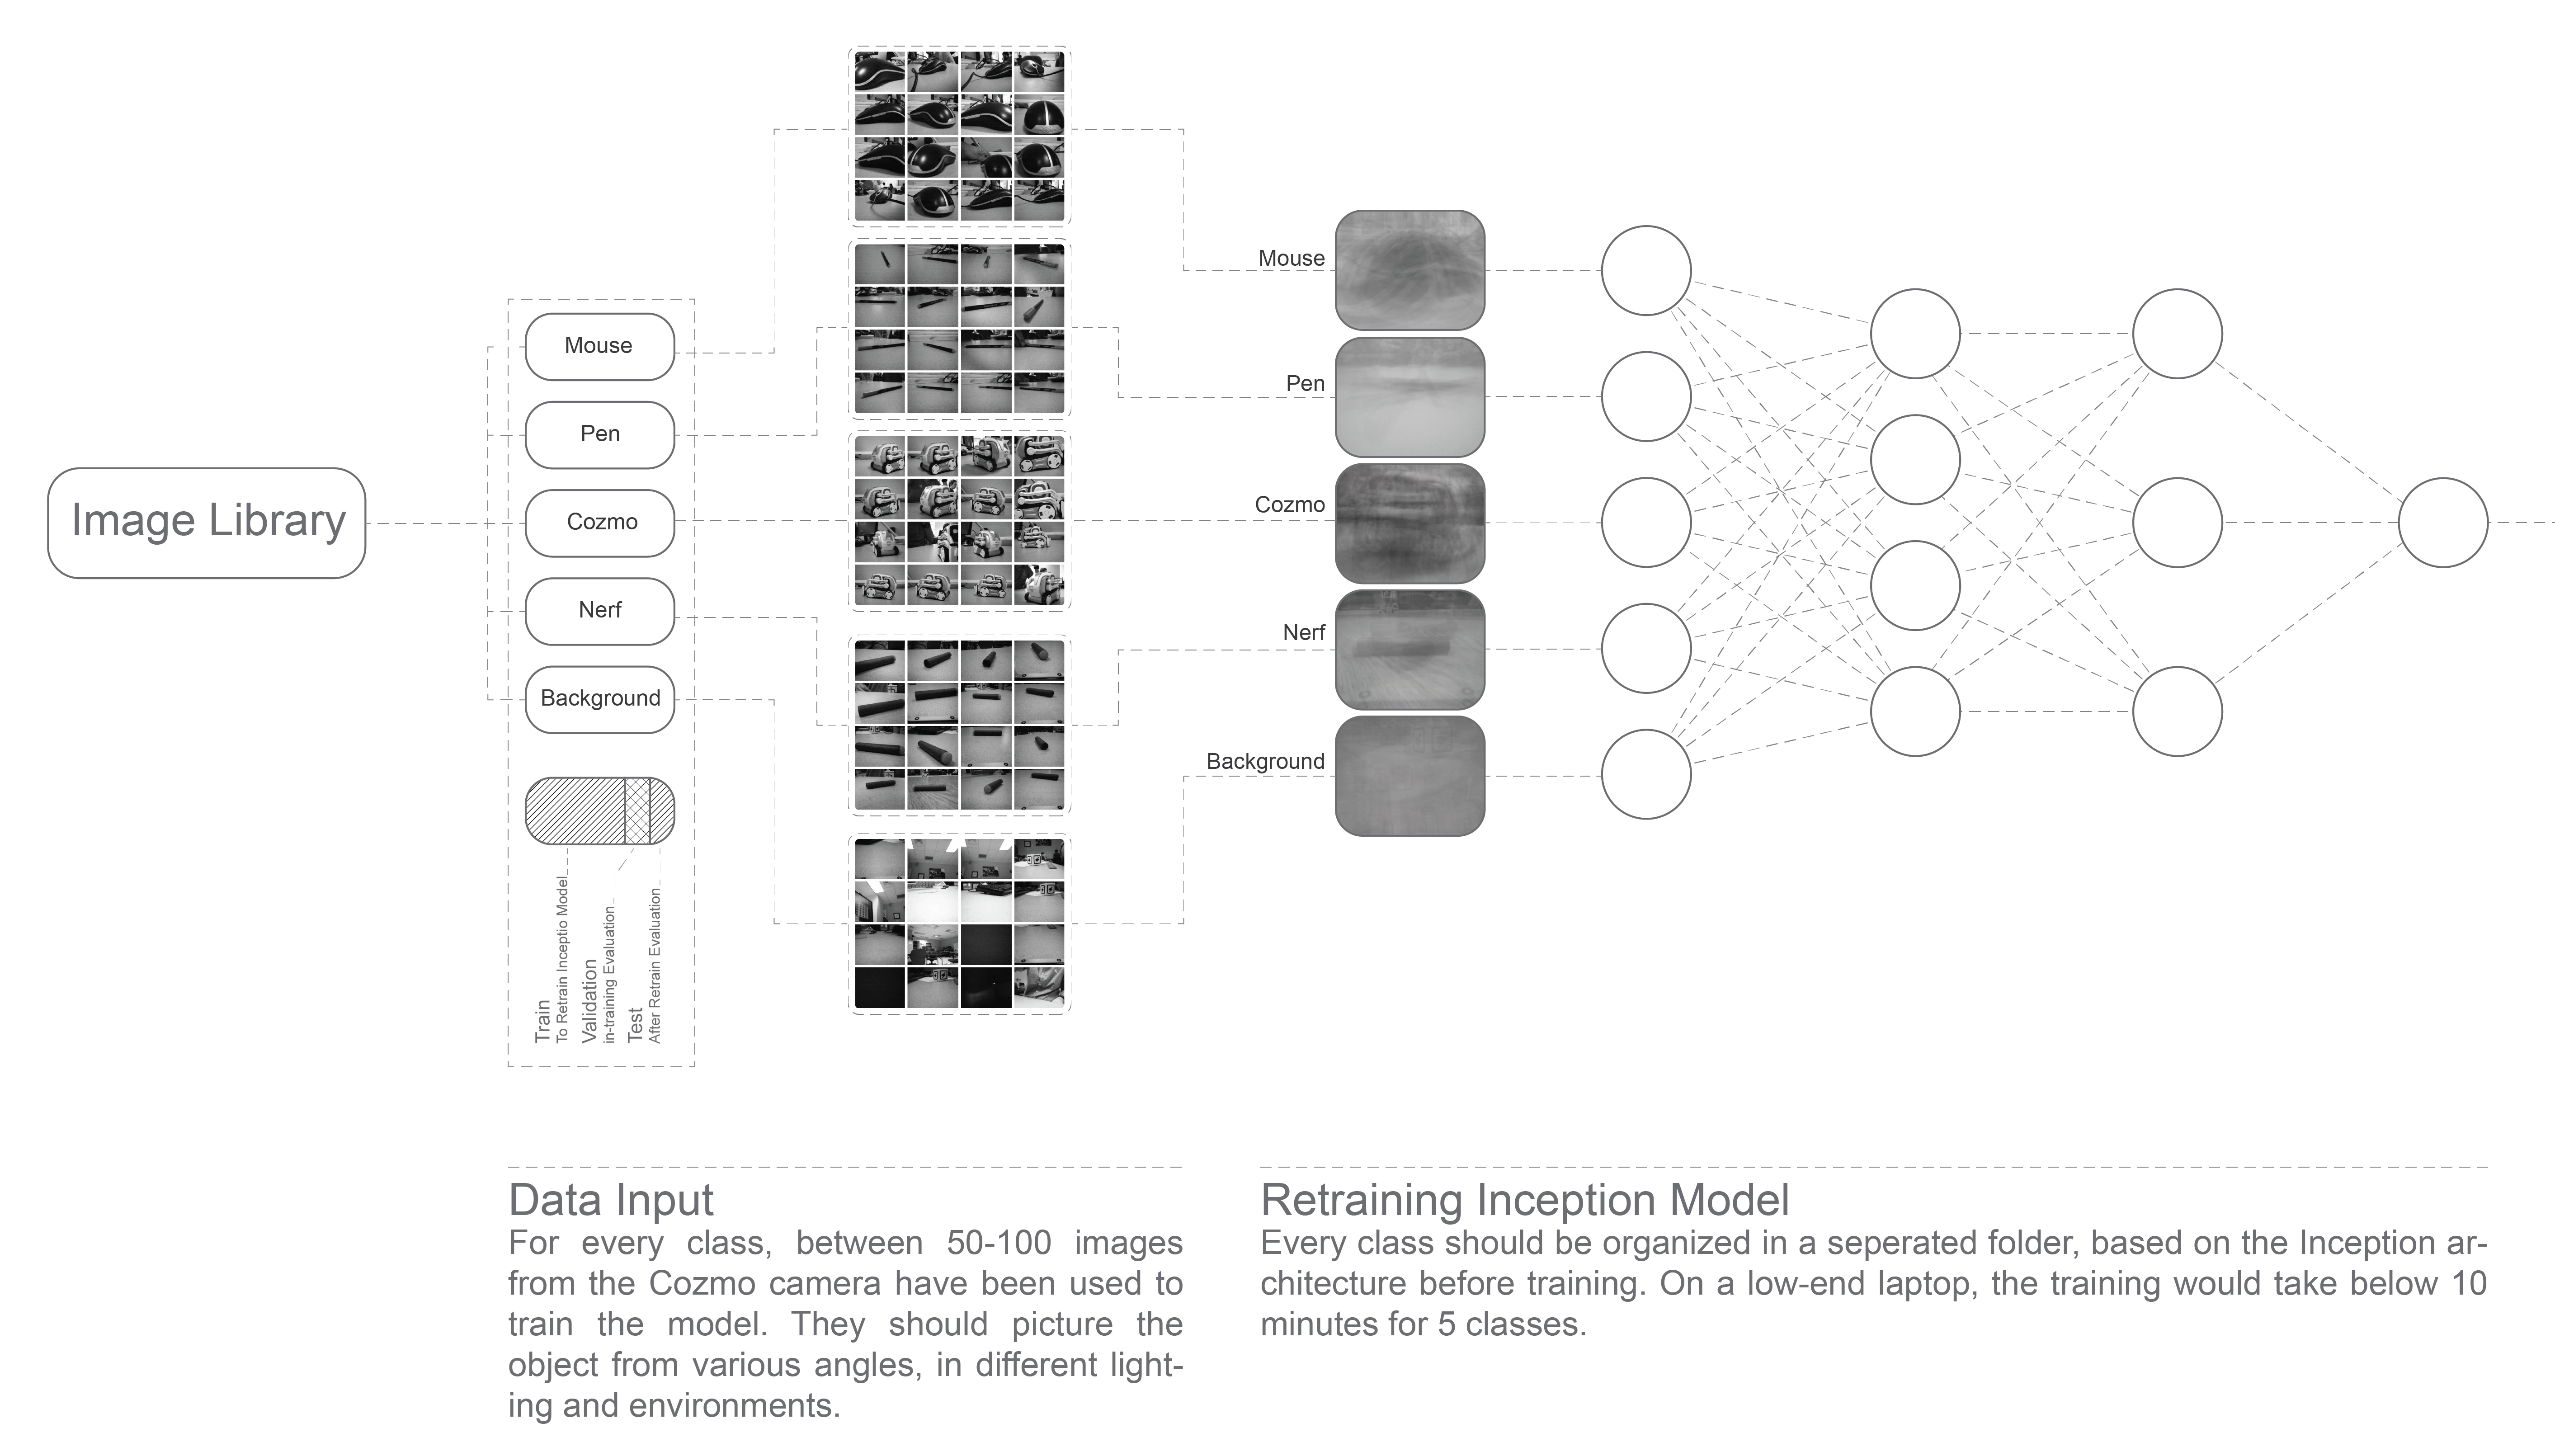 Image Library
Mouse
Pen
Cozmo
Nerf
Background
Train
To Retrain Inceptio Model
Validation
in-training Evaluation
Test
After Retrain Evaluation
Mouse
Pen
Cozmo
Nerf
Background
Data Input
For every class, between 50-100 images
from the Cozmo camera have been used to
train the model. They should picture the
object from various angles, in different light-
ing and environments.
Retraining Inception Model
Every class should be organized in a seperated folder, based on the Inception ar-
chitecture before training. On a low-end laptop, the training would take below 10
minutes for 5 classes.